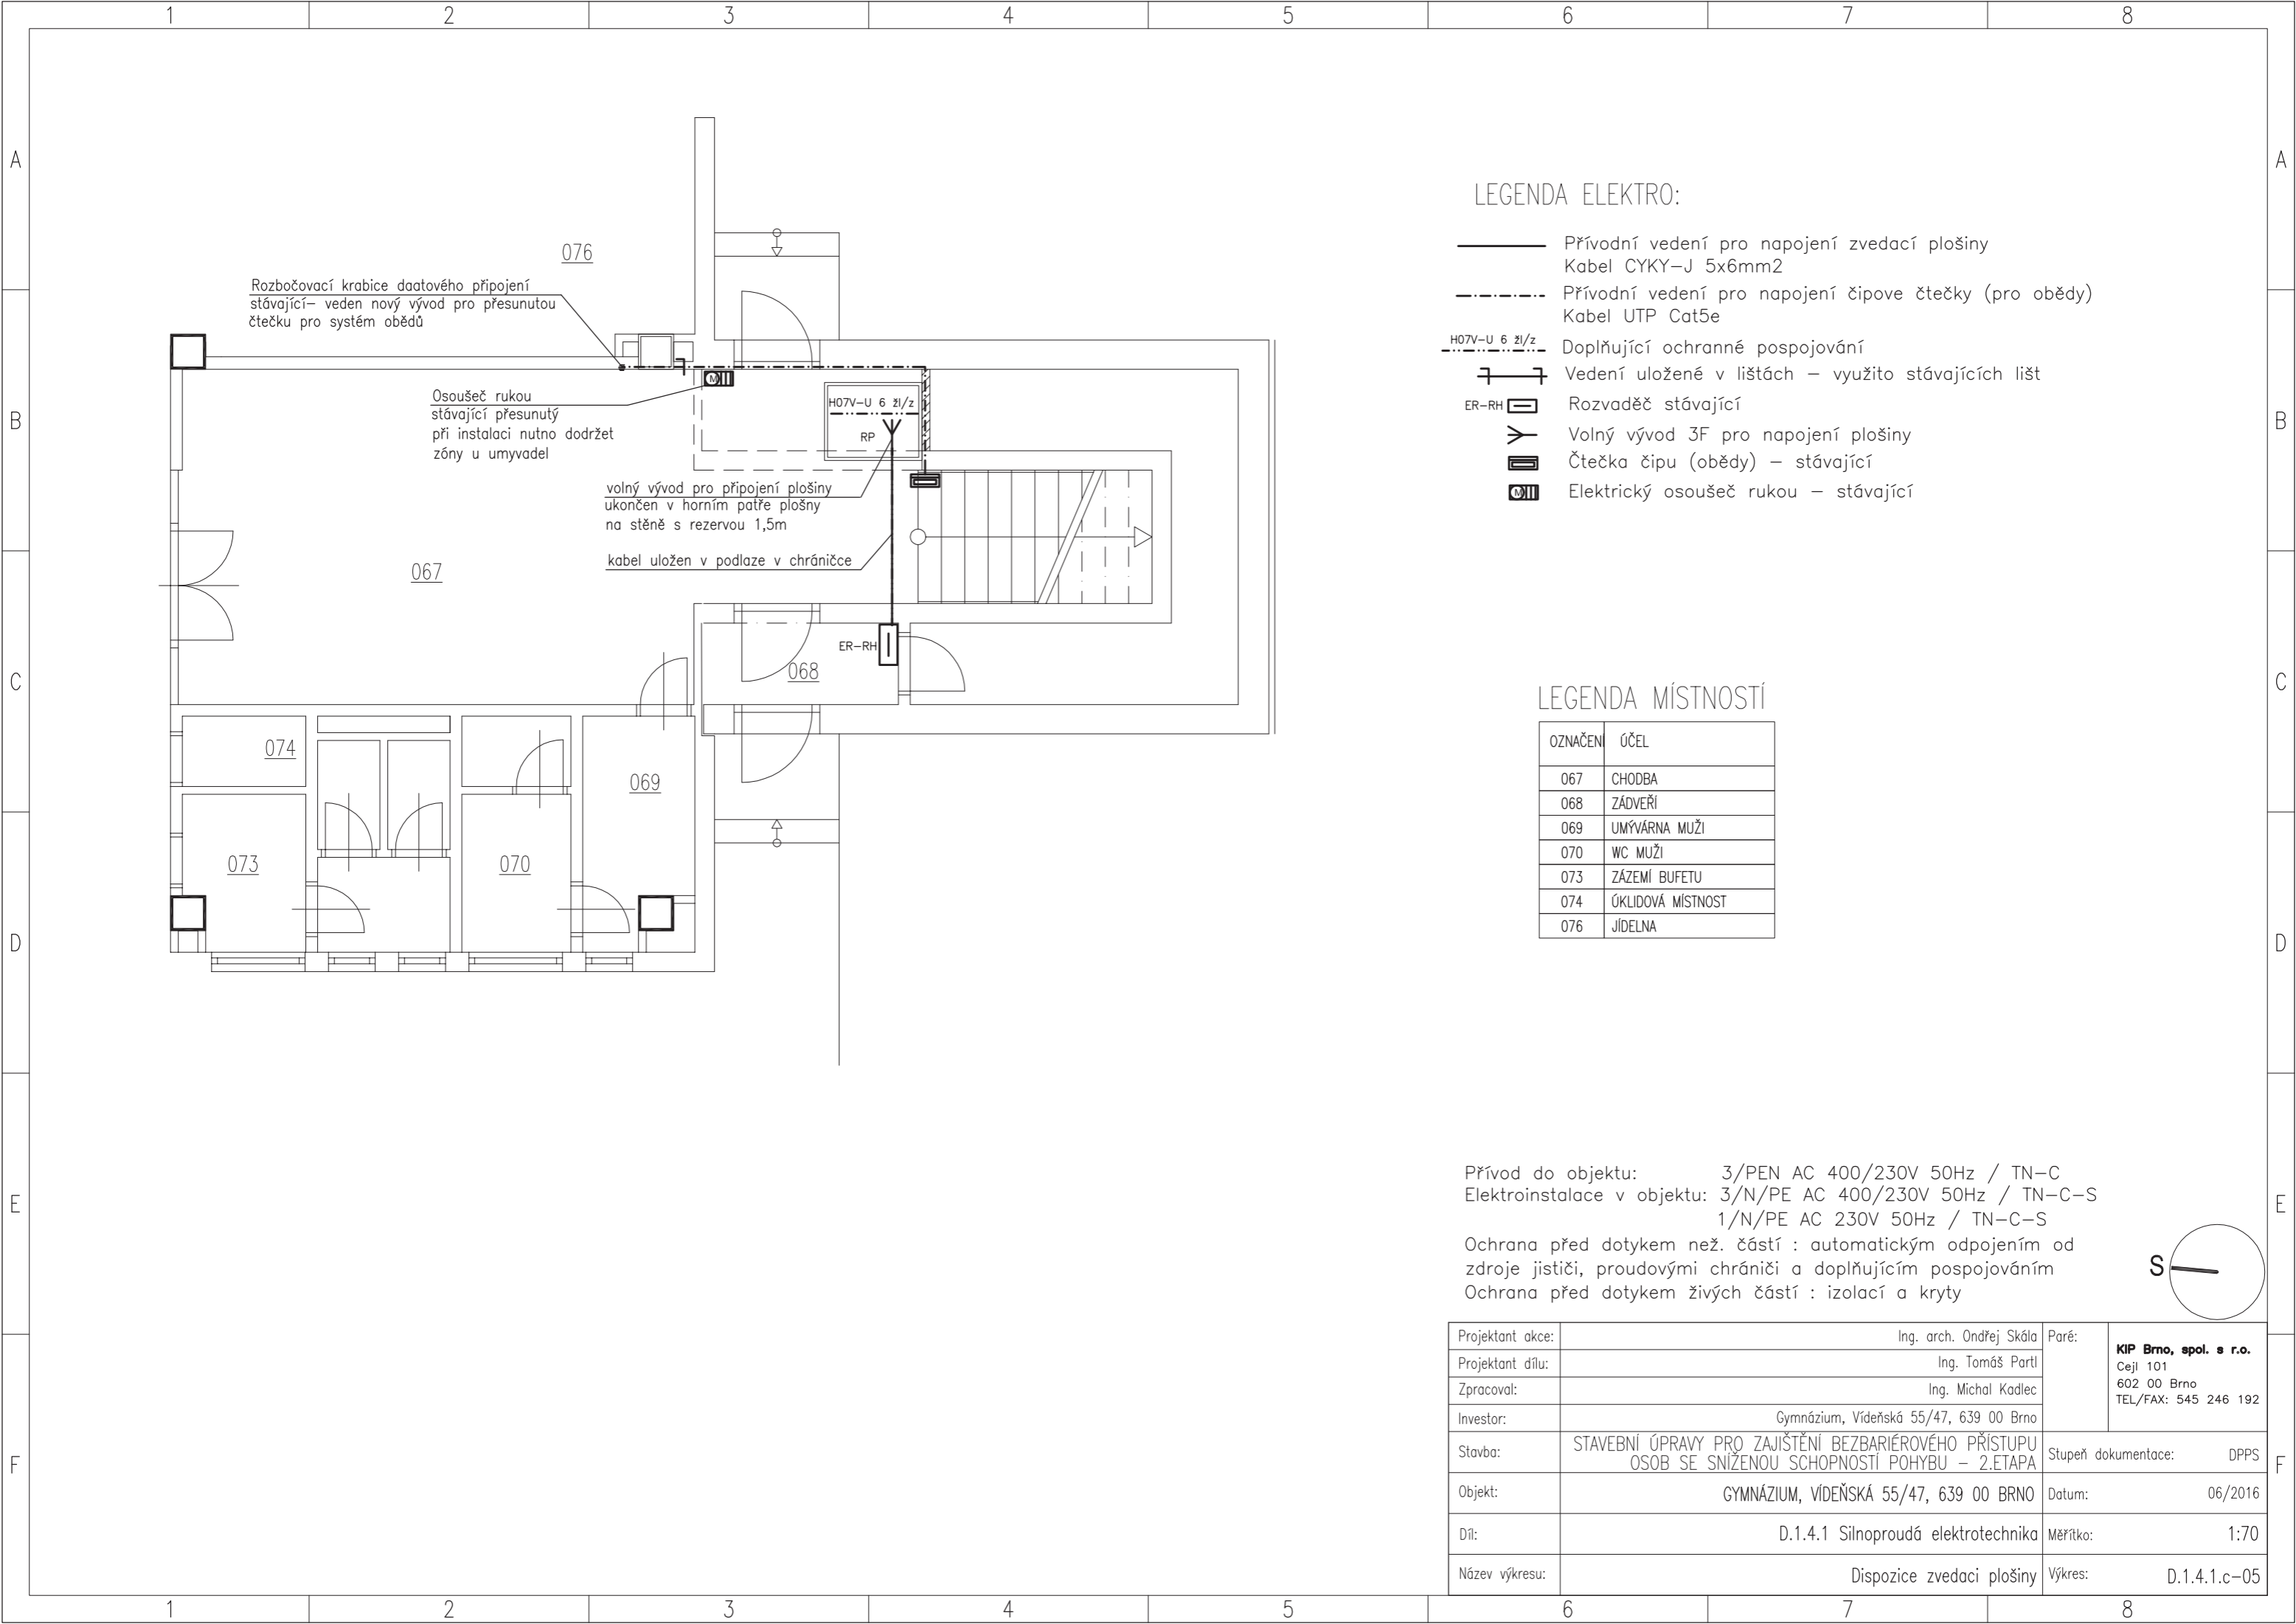 1 2 3 4 5 6 7 8
A A
B B
C C
D D
E E
F F
076
Rozbočovací krabice daatového připojení
stávající– veden nový vývod pro přesunutou
čtečku pro systém obědů
Osoušeč rukou
stávající přesunutý
při instalaci nutno dodržet
zóny u umyvadel
M
H07V–U 6 žl/z
RP
volný vývod pro připojení plošiny
ukončen v horním patře plošny
na stěně s rezervou 1,5m
kabel uložen v podlaze v chráničce
067
ER–RH
068
074
069
073
070
LEGENDA ELEKTRO:
Přívodní vedení pro napojení zvedací plošiny
Kabel CYKY–J 5x6mm2
Přívodní vedení pro napojení čipove čtečky (pro obědy)
Kabel UTP Cat5e
H07V–U 6 žl/z Doplňující ochranné pospojování
Vedení uložené v lištách – využito stávajících lišt
ER–RH Rozvaděč stávající
Volný vývod 3F pro napojení plošiny
Čtečka čipu (obědy) – stávající
M Elektrický osoušeč rukou – stávající
LEGENDA MÍSTNOSTÍ
OZNAČENÍ ÚČEL
067 CHODBA
068 ZÁDVEŘÍ
069 UMÝVÁRNA MUŽI
070 WC MUŽI
073 ZÁZEMÍ BUFETU
074 ÚKLIDOVÁ MÍSTNOST
076 JÍDELNA
Přívod do objektu: 3/PEN AC 400/230V 50Hz / TN–C
Elektroinstalace v objektu: 3/N/PE AC 400/230V 50Hz / TN–C–S
1/N/PE AC 230V 50Hz / TN–C–S
Ochrana před dotykem než. částí : automatickým odpojením od
zdroje jističi, proudovými chrániči a doplňujícím pospojováním
Ochrana před dotykem živých částí : izolací a kryty
S
Projektant akce: Ing. arch. Ondřej Skála
Projektant dílu: Ing. Tomáš Partl
Zpracoval: Ing. Michal Kadlec
Investor: Gymnázium, Vídeňská 55/47, 639 00 Brno
Paré:
KIP Brno, spol. s r.o.
Cejl 101
602 00 Brno
TEL/FAX: 545 246 192
Stavba: STAVEBNÍ ÚPRAVY PRO ZAJIŠTĚNÍ BEZBARIÉROVÉHO PŘÍSTUPU
OSOB SE SNÍŽENOU SCHOPNOSTÍ POHYBU – 2.ETAPA
Stupeň dokumentace: DPPS
Objekt: GYMNÁZIUM, VÍDEŇSKÁ 55/47, 639 00 BRNO
Datum: 06/2016
Díl: D.1.4.1 Silnoproudá elektrotechnika
Měřítko: 1:70
Název výkresu: Dispozice zvedaci plošiny
Výkres: D.1.4.1.c–05
1 2 3 4 5 6 7 8